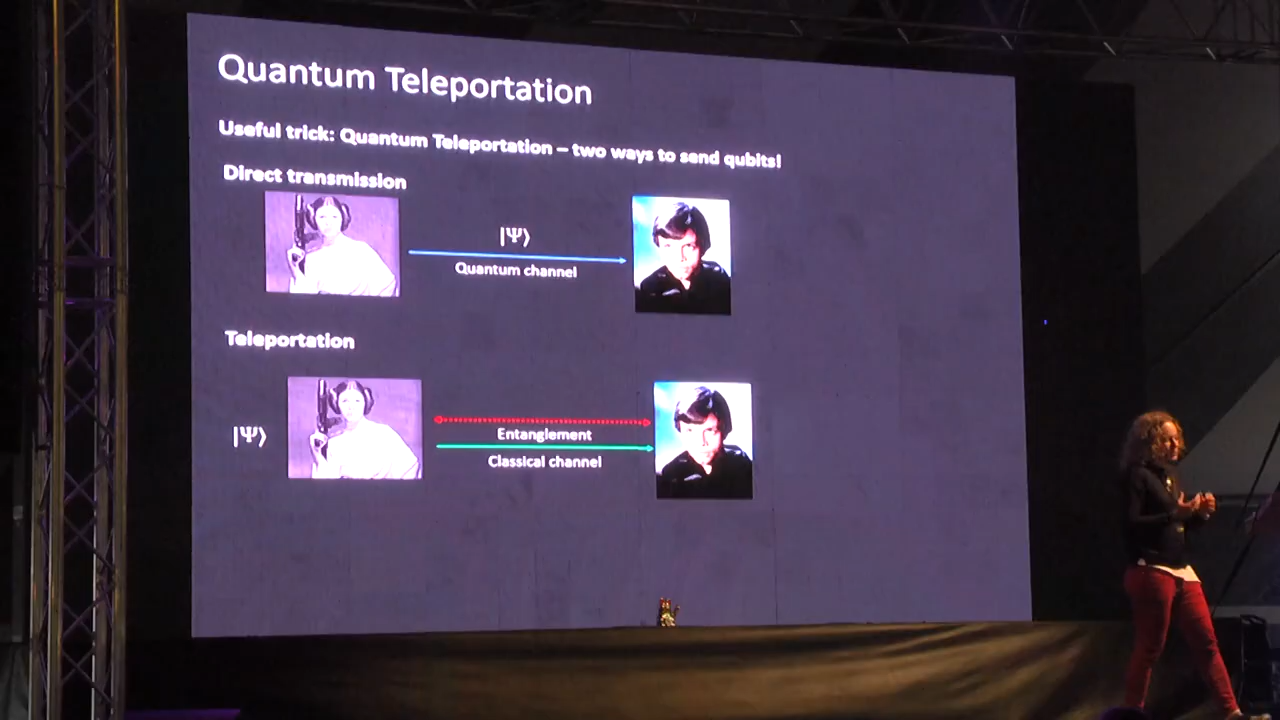 Quantum Teleportation
Useful trick: Quantum Teleportation – two ways to send qubits!
Direct transmission
|Ψ⟩
Quantum channel
Teleportation
|Ψ⟩
Entanglement
Classical channel